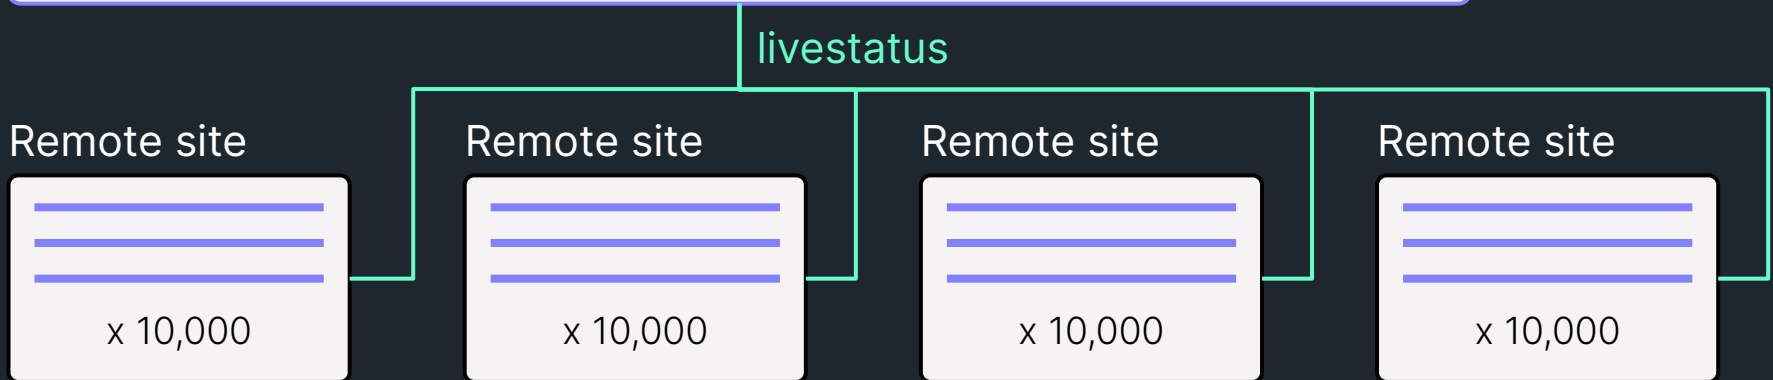 livestatus
Remote site
Remote site
Remote site
Remote site
x 10,000
x 10,000
x 10,000
x 10,000